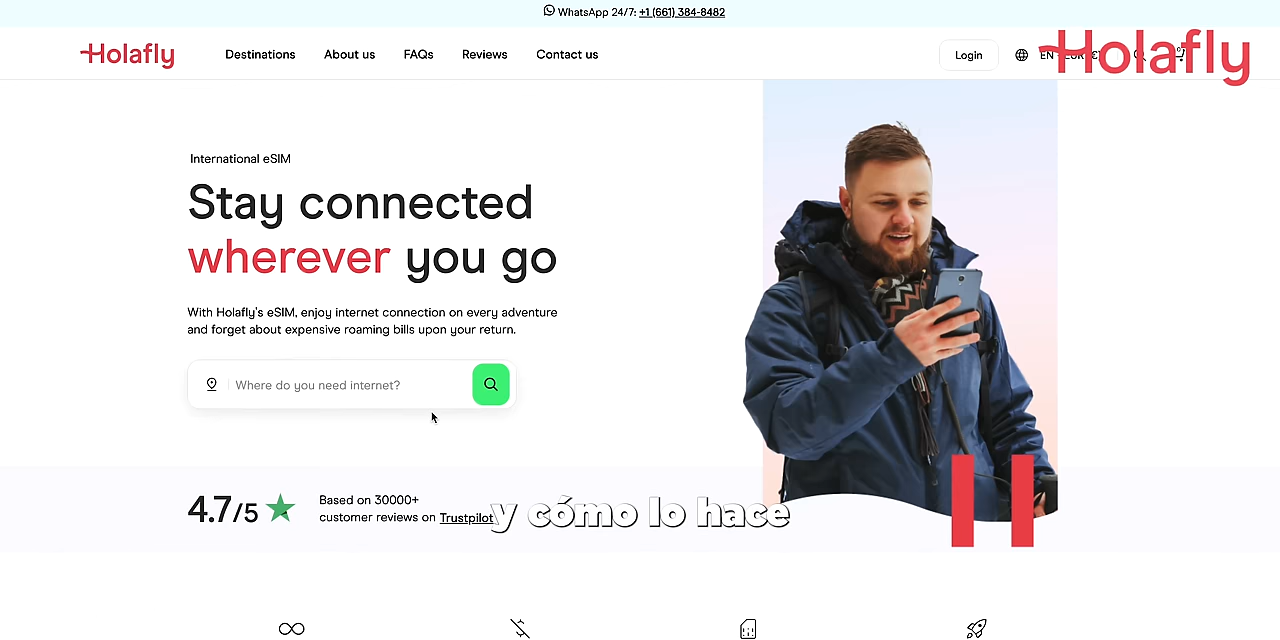 WhatsApp 24/7: +1 (661) 384-8482
Holafly
Destinations
About us
FAQs
Reviews
Contact us
Login
EN
Holafly
International eSIM
Stay connected
wherever you go
With Holafly's eSIM, enjoy internet connection on every adventure
and forget about expensive roaming bills upon your return.
Where do you need internet?
4.7/5
Based on 30000+
customer reviews on Trustpilot
y cómo lo hace